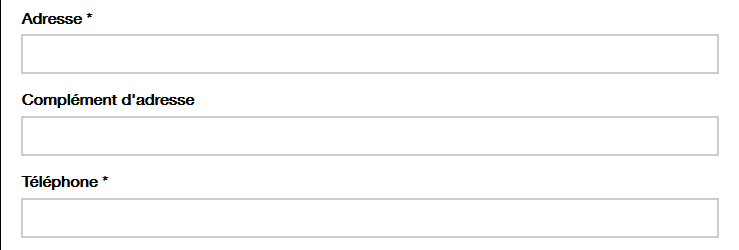 Adresse *
Complément d'adresse
Téléphone *